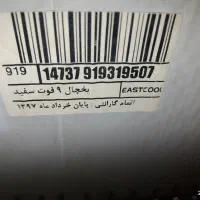 919 14737 919319507
یخچال ۹ فوت سفید EASTCOOL
اتمام گارانتی : پایان خرداد ماه ۱۳۹۷